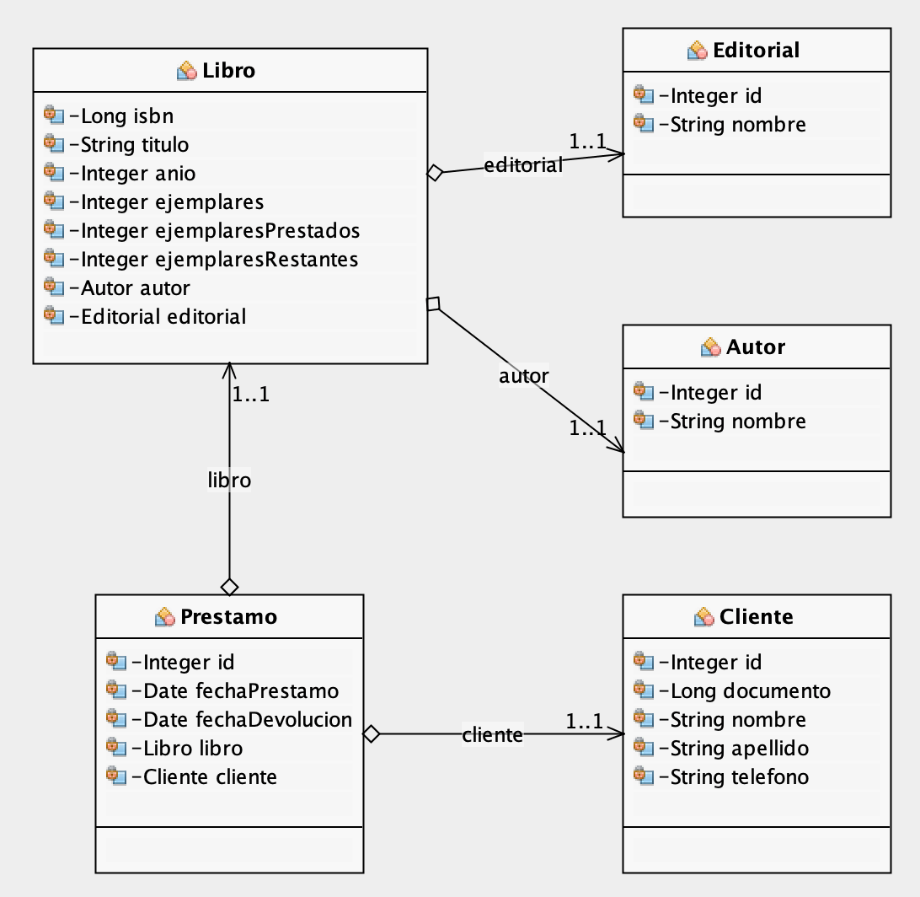 Libro
-Long isbn
-String titulo
-Integer anio
-Integer ejemplares
-Integer ejemplaresPrestados
-Integer ejemplaresRestantes
-Autor autor
-Editorial editorial
editorial
1..1
Editorial
-Integer id
-String nombre
autor
1..1
Autor
-Integer id
-String nombre
1..1
libro
Prestamo
-Integer id
-Date fechaPrestamo
-Date fechaDevolucion
-Libro libro
-Cliente cliente
cliente
1..1
Cliente
-Integer id
-Long documento
-String nombre
-String apellido
-String telefono